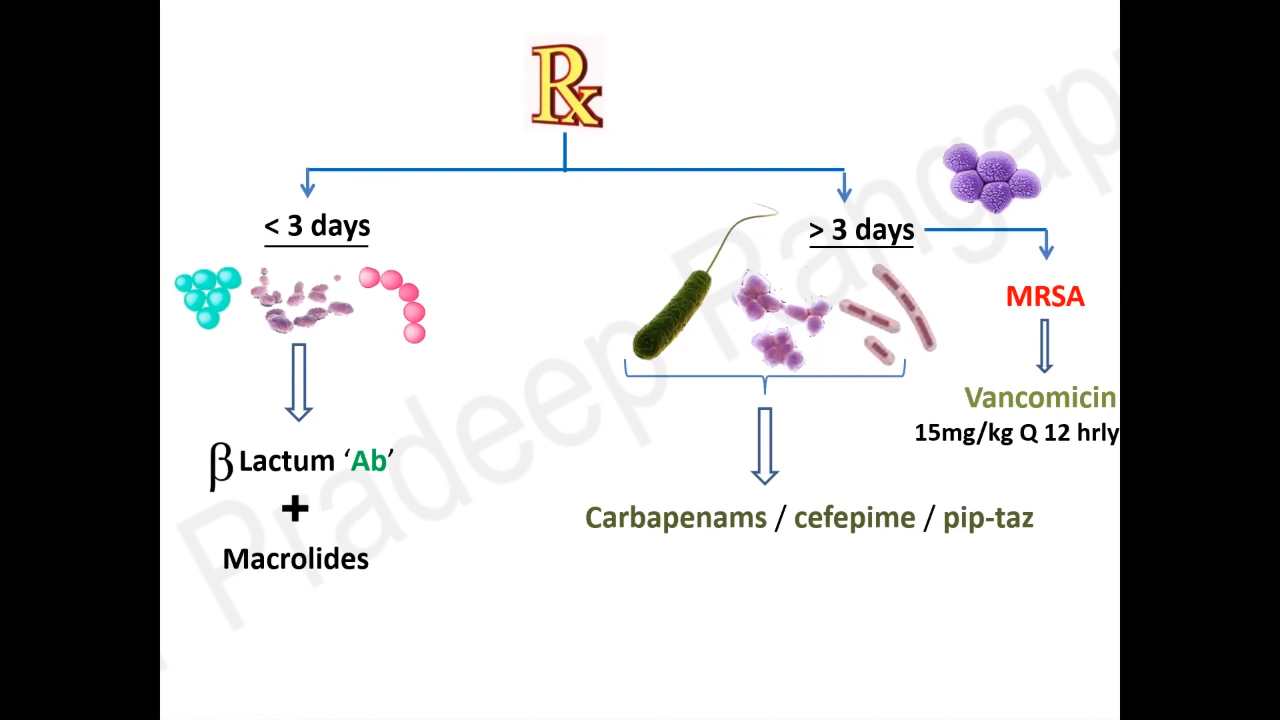 Rx
< 3 days
> 3 days
MRSA
Vancomicin
15mg/kg Q 12 hrly
β Lactum ‘Ab’
+
Macrolides
Carbapenams / cefepime / pip-taz
Pradeep Rangap